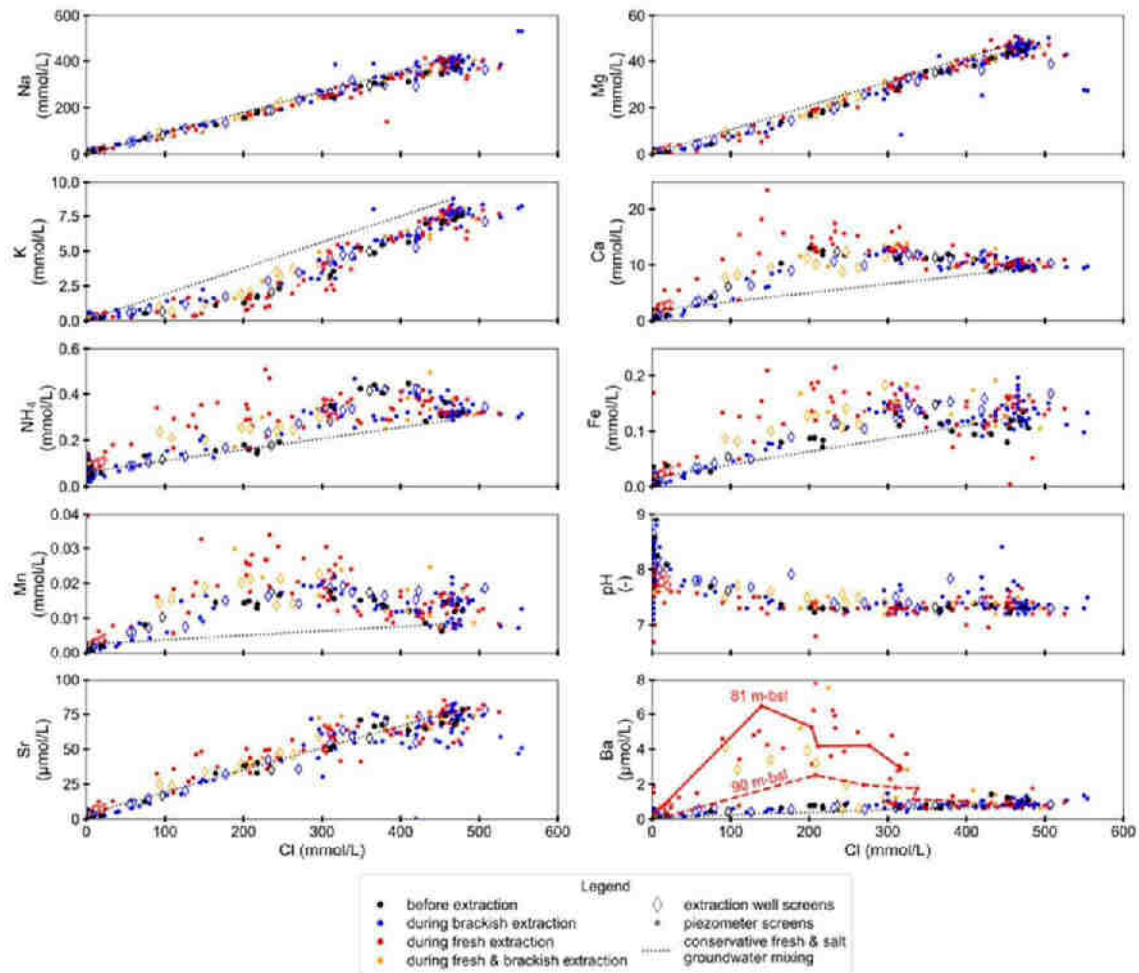 600
400
200
0
Na
(mmol/L)
60
40
20
0
Mg
(mmol/L)
10.0
7.5
5.0
2.5
0.0
K
(mmol/L)
20
10
0
Ca
(mmol/L)
0.6
0.4
0.2
0.0
NH₄
(mmol/L)
0.2
0.1
0.0
Fe
(mmol/L)
0.04
0.03
0.02
0.01
0.00
Mn
(mmol/L)
9
8
7
pH
(-)
100
75
50
25
0
Sr
(μmol/L)
0 100 200 300 400 500 600
Cl (mmol/L)
8
6
4
2
0
Ba
(μmol/L)
81 m-bsl
90 m-bsl
0 100 200 300 400 500 600
Cl (mmol/L)
Legend
before extraction
during brackish extraction
during fresh extraction
during fresh & brackish extraction
extraction well screens
piezometer screens
conservative fresh & salt
groundwater mixing